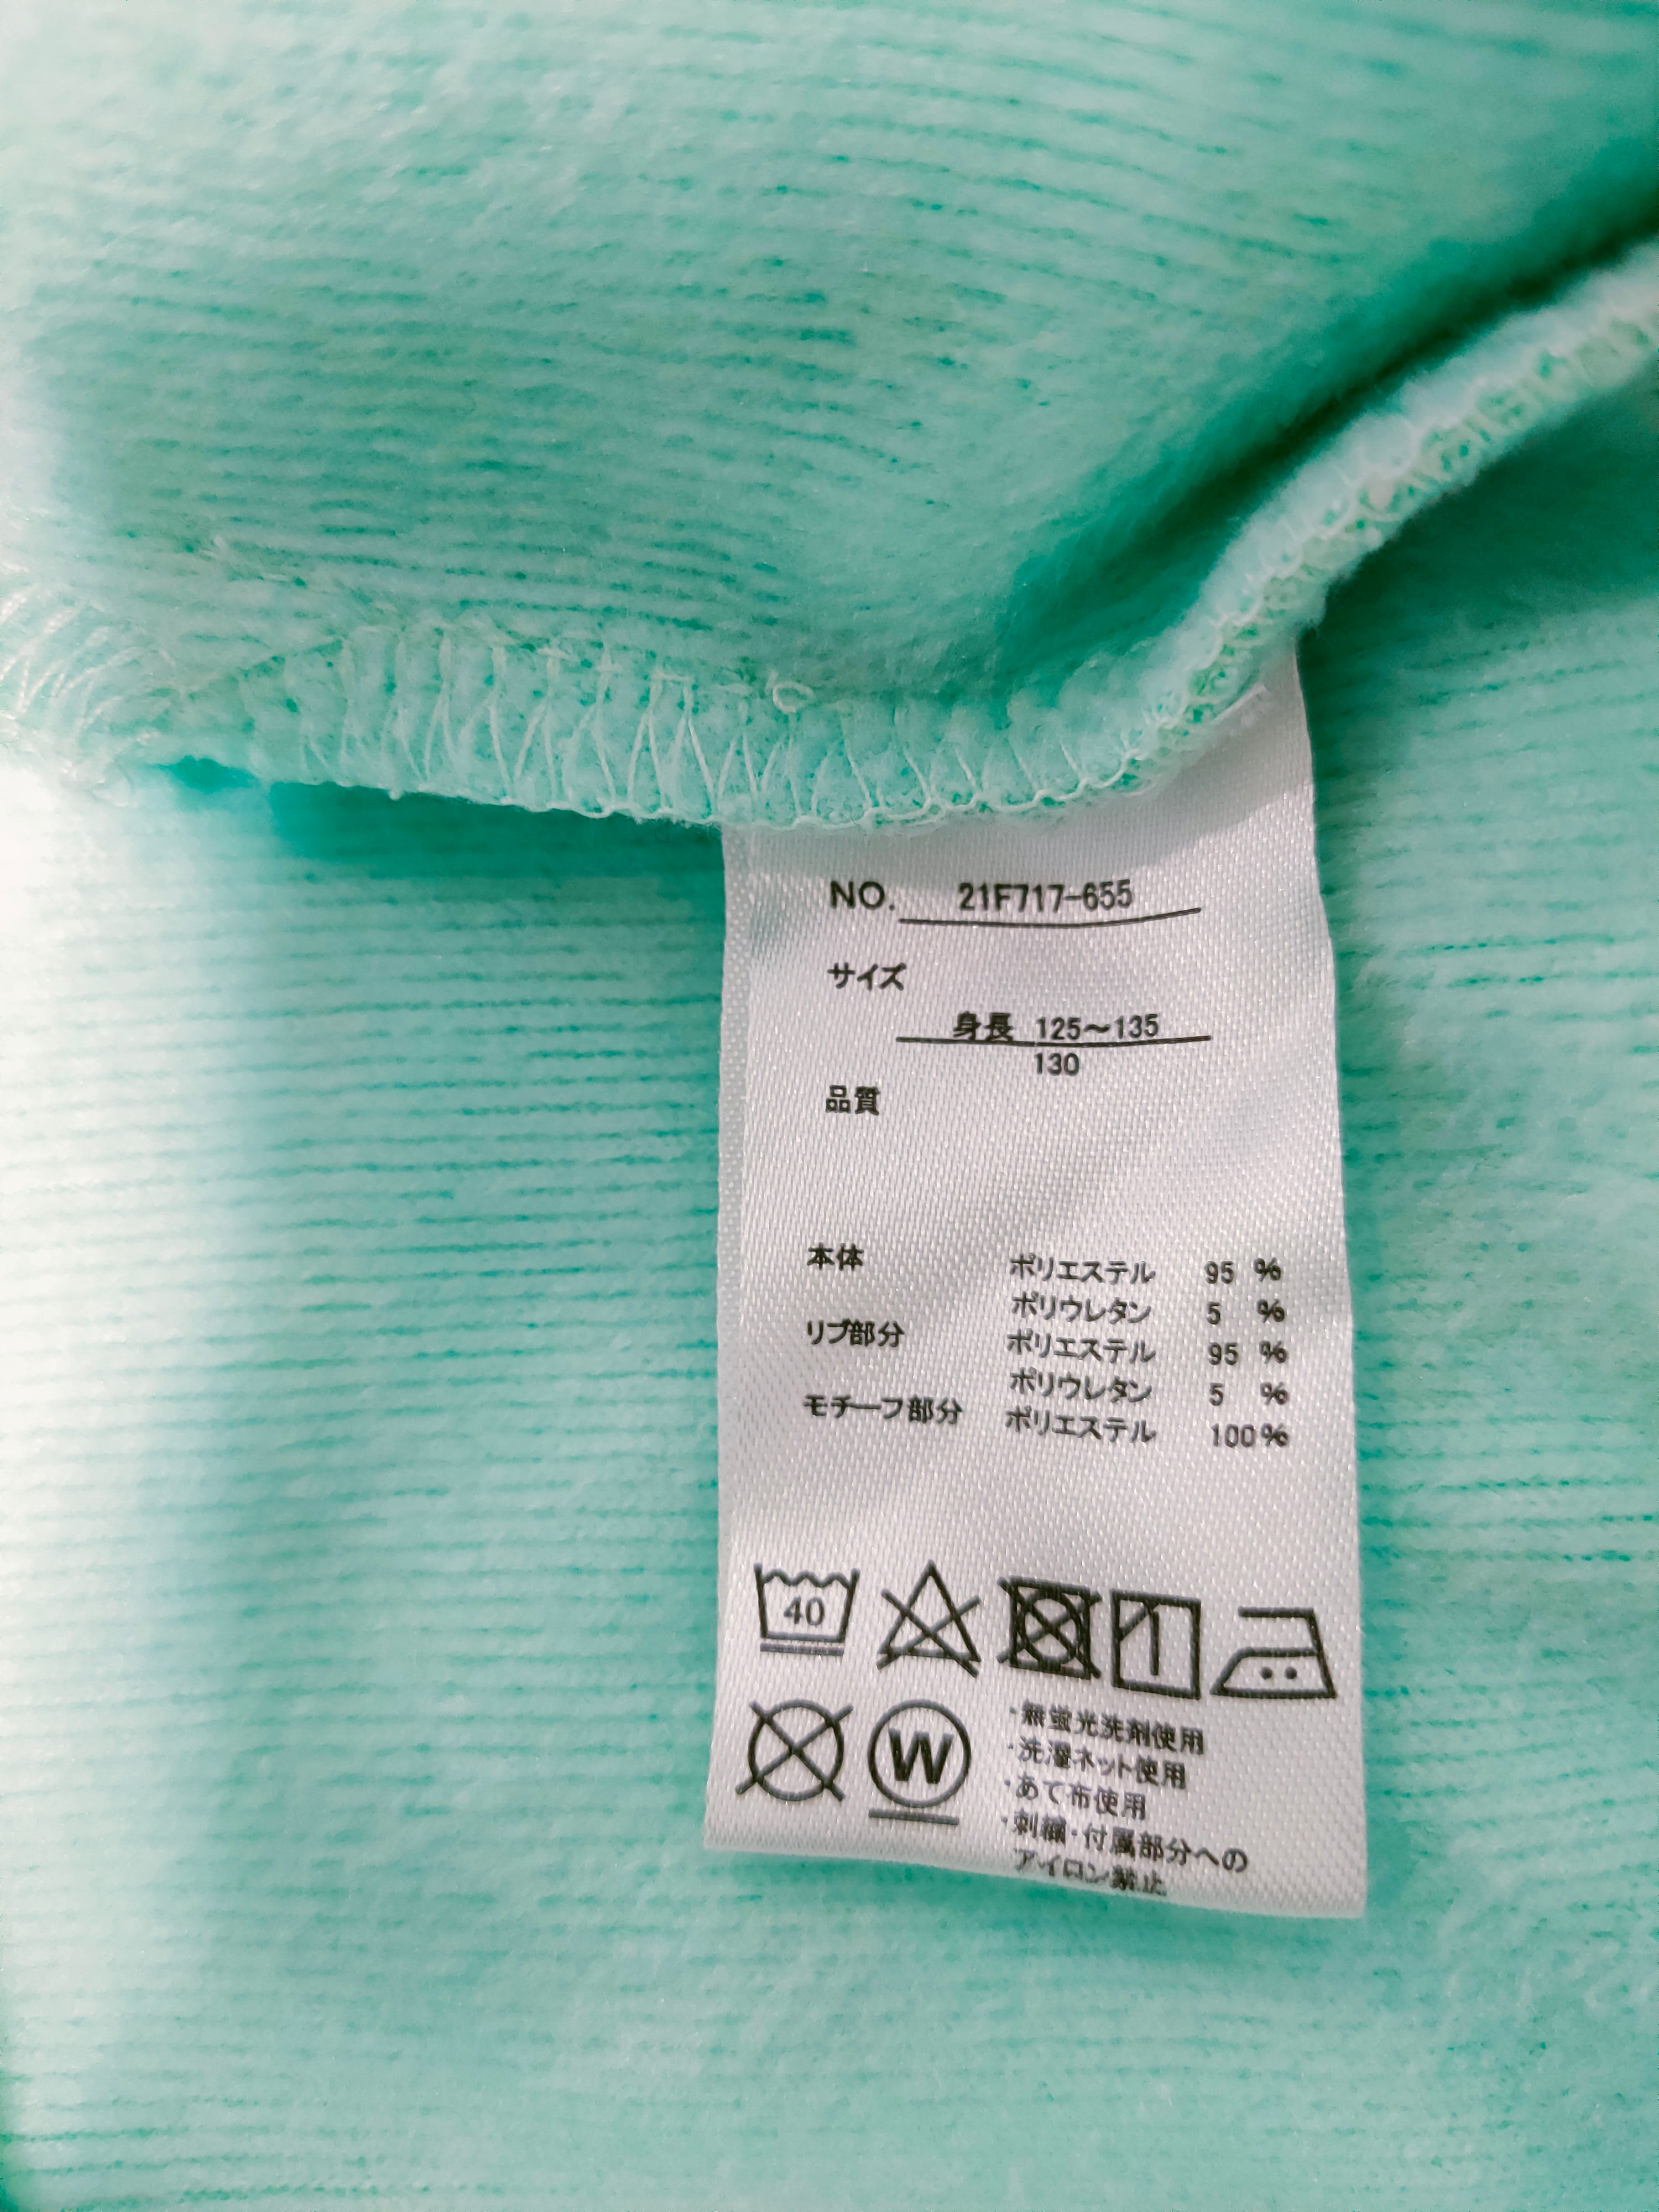 NO. 21F717-655
サイズ
身長 125～135
130
品質
本体 ポリエステル 95 %
ポリウレタン 5 %
リブ部分 ポリエステル 95 %
ポリウレタン 5 %
モチーフ部分 ポリエステル 100%
40
W
・無蛍光洗剤使用
・洗濯ネット使用
・あて布使用
・刺繍・付属部分への
アイロン禁止